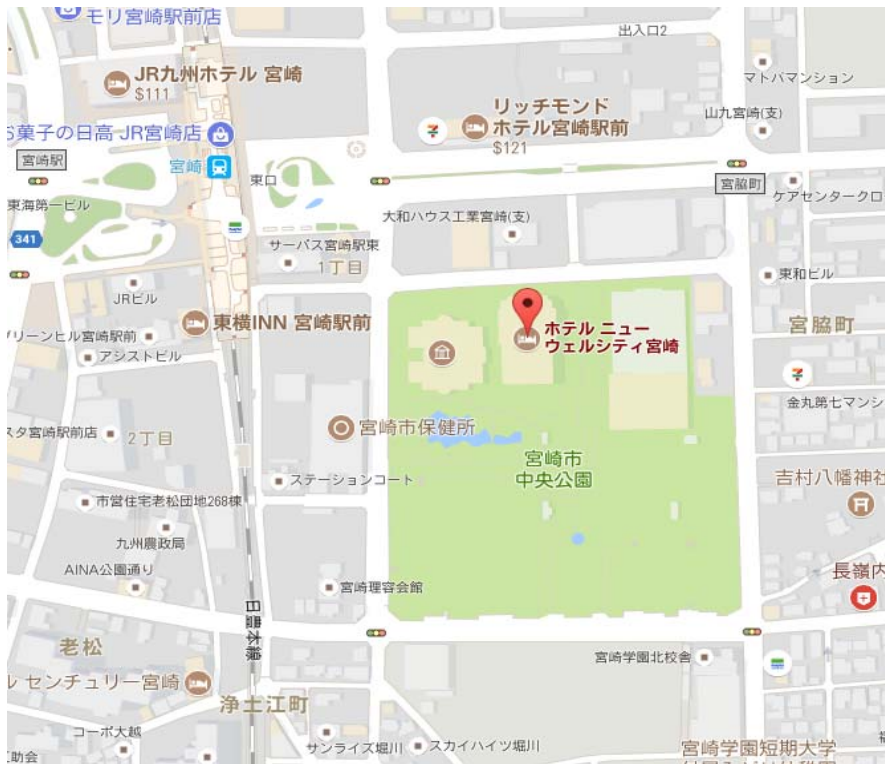 モリ宮崎駅前店
出入口2
JR九州ホテル 宮崎
$111
マトバマンション
リッチモンド
ホテル宮崎駅前
$121
山九宮崎(支)
お菓子の日高 JR宮崎店
宮崎駅
宮崎
東口
宮脇町
ケアセンタークロ
東海第一ビル
大和ハウス工業宮崎(支)
341
サーパス宮崎駅東
1丁目
東和ビル
JRビル
東横INN 宮崎駅前
ホテル ニュー
ウェルシティ宮崎
宮脇町
グリーンヒル宮崎駅前
アシストビル
金丸第七マンシ
スタ宮崎駅前店
2丁目
宮崎市保健所
宮崎市
中央公園
吉村八幡神社
ステーションコート
市営住宅老松団地268棟
九州農政局
AINA公園通り
宮崎理容会館
長嶺内
日豊本線
老松
宮崎学園北校舎
ル センチュリー宮崎
浄土江町
コーポ大越
サンライズ堀川
スカイハイツ堀川
宮崎学園短期大学
助会